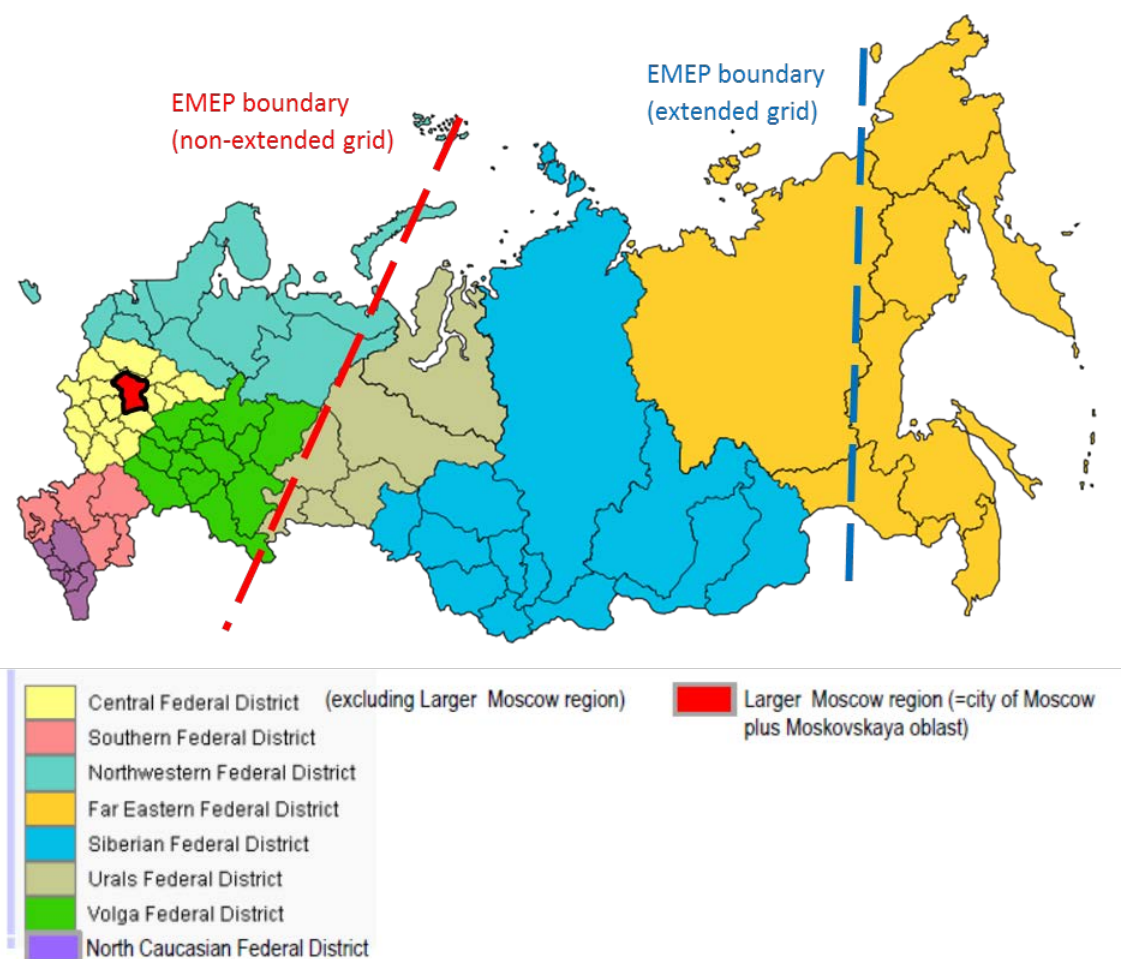 EMEP boundary
(non-extended grid)
EMEP boundary
(extended grid)
Central Federal District (excluding Larger Moscow region)
Southern Federal District
Northwestern Federal District
Far Eastern Federal District
Siberian Federal District
Urals Federal District
Volga Federal District
North Caucasian Federal District
Larger Moscow region (=city of Moscow
plus Moskovskaya oblast)